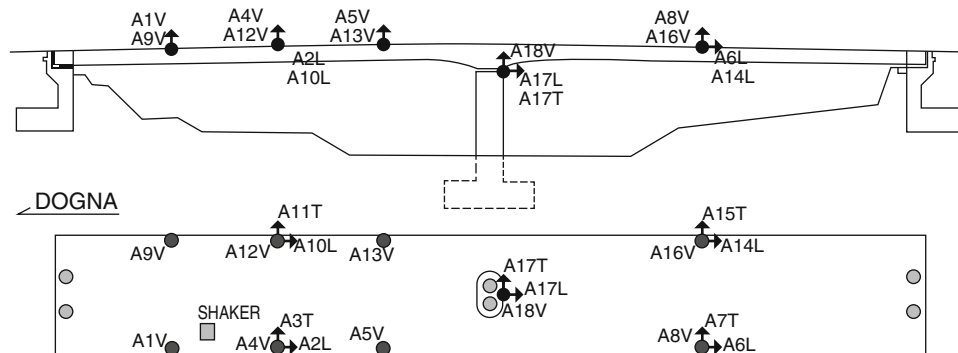 A1V A4V A5V A8V
A9V A12V A13V A18V A16V
A2L A6L
A10L A17L A14L
A17T
DOGNA
A11T A15T
A9V A12V A10L A13V A16V A14L
A17T
A17L
A18V
SHAKER A3T A7T
A1V A4V A2L A5V A8V A6L